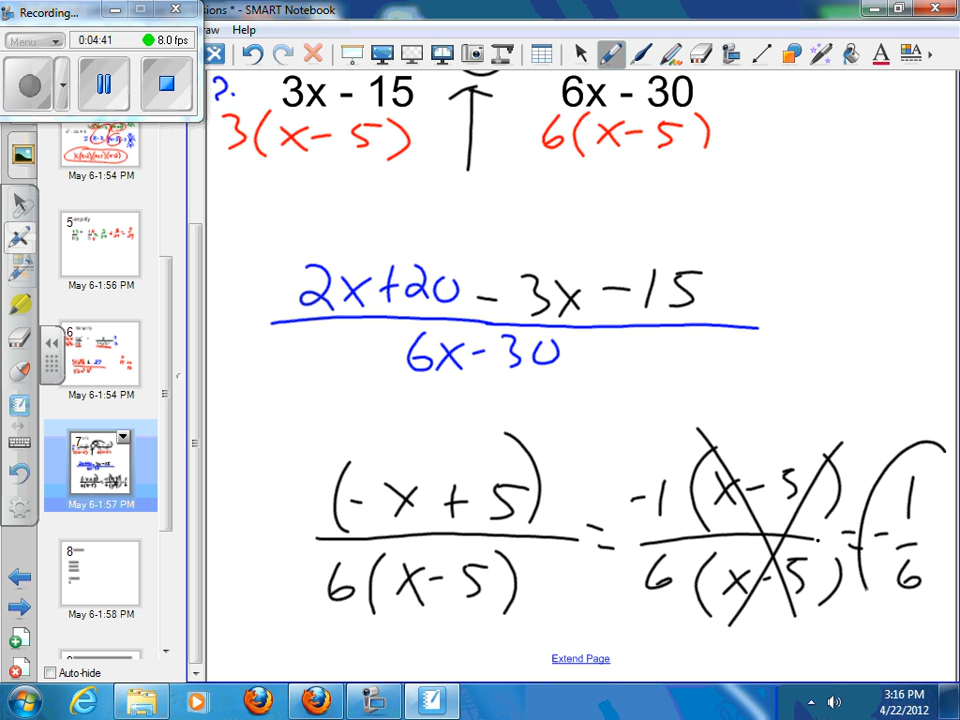 Recording...
sions * - SMART Notebook
Menu
0:04:41
8.0 fps
raw Help
?.
3x - 15
6x - 30
3(x-5)
6(x-5)
2x+20 - 3x - 15
6x-30
(-x + 5)
6(x-5)
= -1(x-5)
6(x-5)
= - 1
6
May 6-1:54 PM
5
May 6-1:56 PM
6
May 6-1:54 PM
7
May 6-1:57 PM
8
May 6-1:58 PM
Auto-hide
Extend Page
3:16 PM
4/22/2012